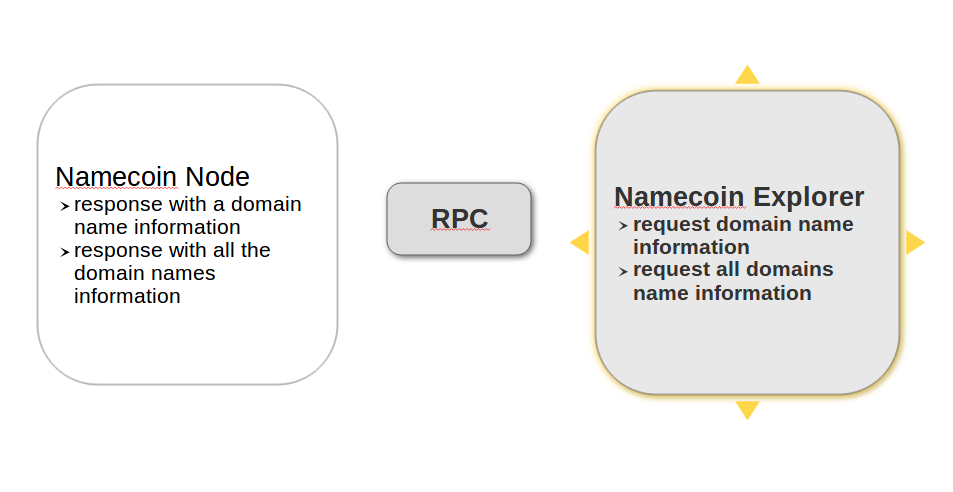 Namecoin Node
➢ response with a domain
name information
➢ response with all the
domain names
information
RPC
Namecoin Explorer
➢ request domain name
information
➢ request all domains
name information